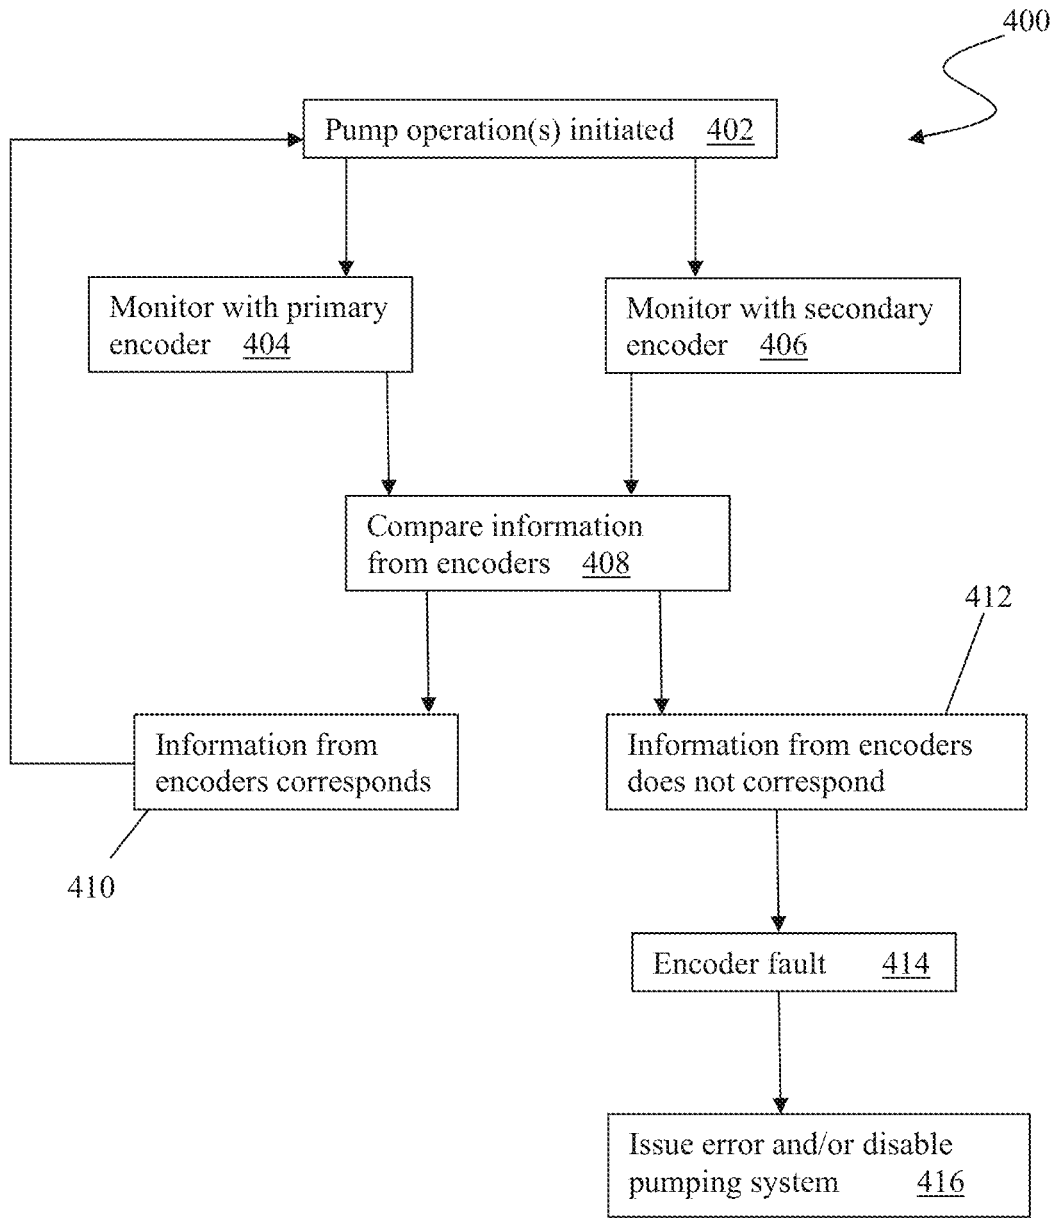 400
Pump operation(s) initiated 402
Monitor with primary
encoder 404
Monitor with secondary
encoder 406
Compare information
from encoders 408
412
Information from
encoders corresponds
Information from encoders
does not correspond
410
Encoder fault 414
Issue error and/or disable
pumping system 416